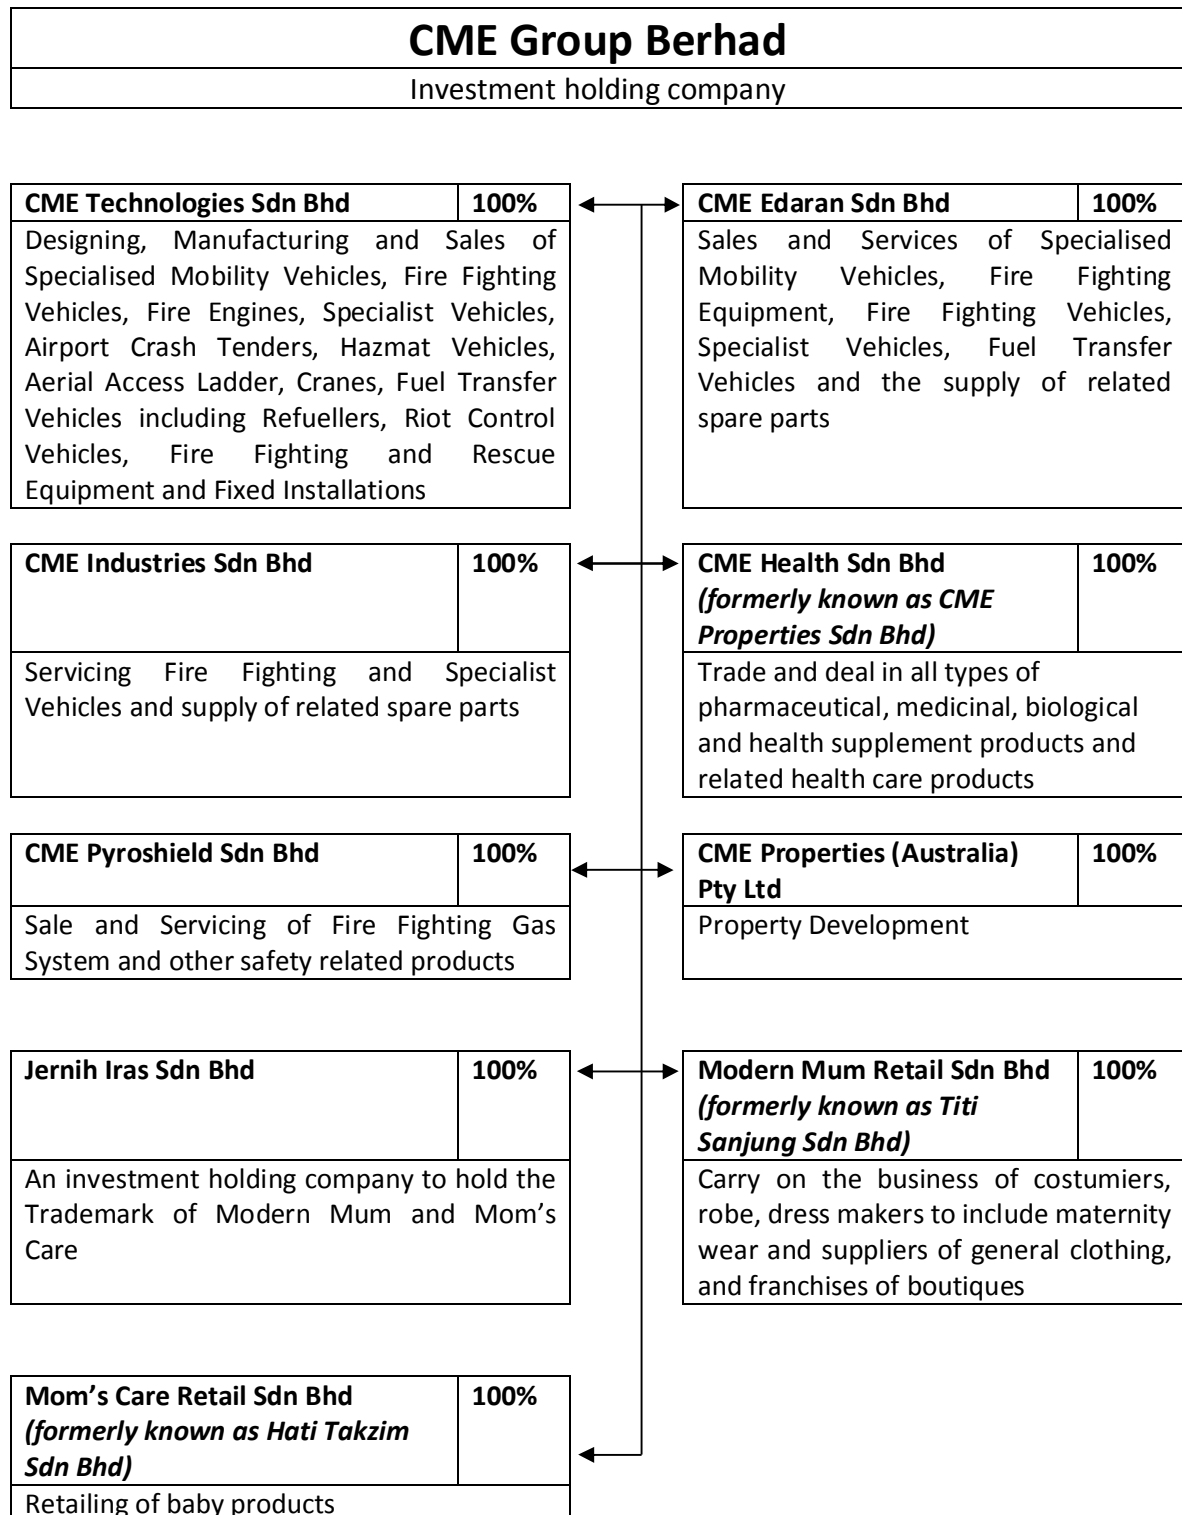 CME Group Berhad
Investment holding company
CME Technologies Sdn Bhd 100%
Designing, Manufacturing and Sales of
Specialised Mobility Vehicles, Fire Fighting
Vehicles, Fire Engines, Specialist Vehicles,
Airport Crash Tenders, Hazmat Vehicles,
Aerial Access Ladder, Cranes, Fuel Transfer
Vehicles including Refuellers, Riot Control
Vehicles, Fire Fighting and Rescue
Equipment and Fixed Installations
CME Edaran Sdn Bhd 100%
Sales and Services of Specialised
Mobility Vehicles, Fire Fighting
Equipment, Fire Fighting Vehicles,
Specialist Vehicles, Fuel Transfer
Vehicles and the supply of related
spare parts
CME Industries Sdn Bhd 100%
Servicing Fire Fighting and Specialist
Vehicles and supply of related spare parts
CME Health Sdn Bhd 100%
(formerly known as CME
Properties Sdn Bhd)
Trade and deal in all types of
pharmaceutical, medicinal, biological
and health supplement products and
related health care products
CME Pyroshield Sdn Bhd 100%
Sale and Servicing of Fire Fighting Gas
System and other safety related products
CME Properties (Australia) 100%
Pty Ltd
Property Development
Jernih Iras Sdn Bhd 100%
An investment holding company to hold the
Trademark of Modern Mum and Mom’s
Care
Modern Mum Retail Sdn Bhd 100%
(formerly known as Titi
Sanjung Sdn Bhd)
Carry on the business of costumiers,
robe, dress makers to include maternity
wear and suppliers of general clothing,
and franchises of boutiques
Mom’s Care Retail Sdn Bhd 100%
(formerly known as Hati Takzim
Sdn Bhd)
Retailing of baby products